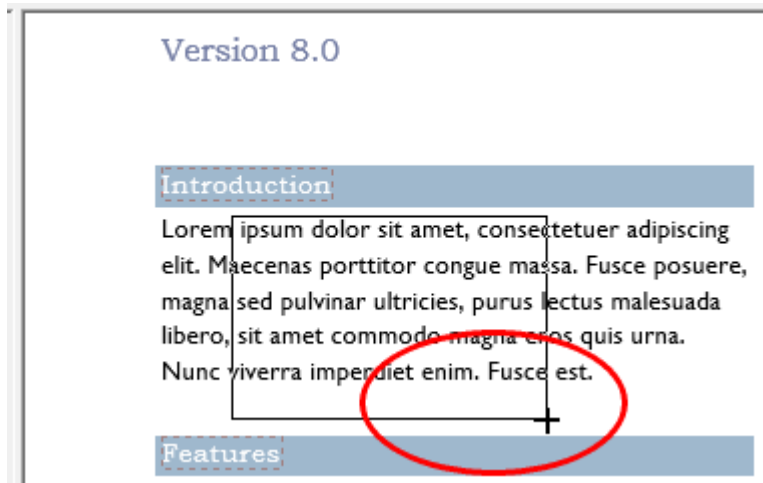 Version 8.0
Introduction
Lorem ipsum dolor sit amet, consectetuer adipiscing
elit. Maecenas porttitor congue massa. Fusce posuere,
magna sed pulvinar ultricies, purus lectus malesuada
libero, sit amet commodo magna eros quis urna.
Nunc viverra imperdiet enim. Fusce est.
Features